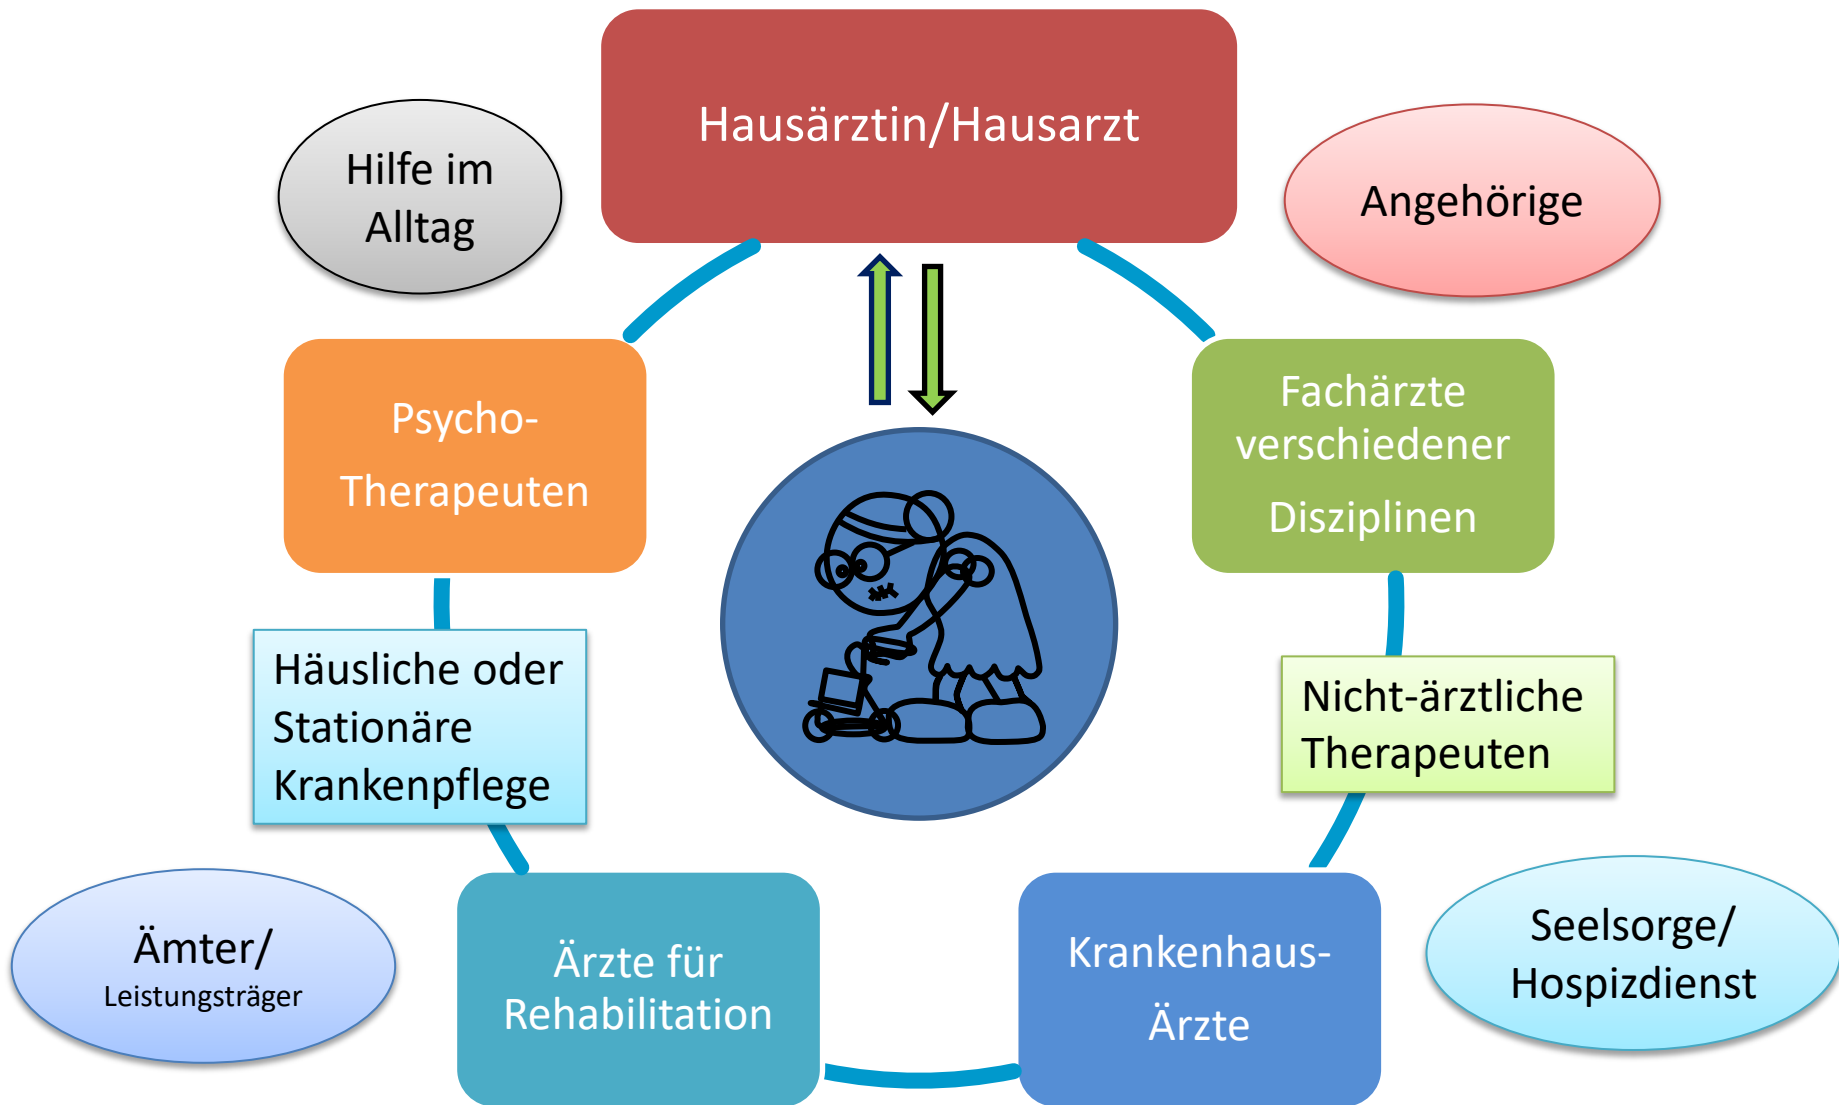 Hausärztin/Hausarzt
Hilfe im
Alltag
Angehörige
Psycho-
Therapeuten
Fachärzte
verschiedener
Disziplinen
Häusliche oder
Stationäre
Krankenpflege
Nicht-ärztliche
Therapeuten
Ämter/
Leistungsträger
Ärzte für
Rehabilitation
Krankenhaus-
Ärzte
Seelsorge/
Hospizdienst